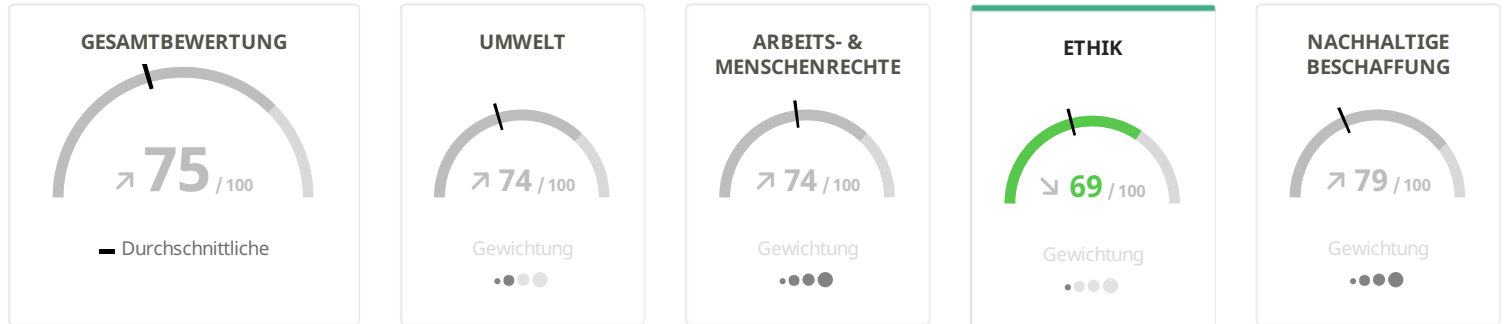 GESAMTBEWERTUNG
75 / 100
Durchschnittliche
UMWELT
74 / 100
Gewichtung
ARBEITS- &
MENSCHENRECHTE
74 / 100
Gewichtung
ETHIK
69 / 100
Gewichtung
NACHHALTIGE
BESCHAFFUNG
79 / 100
Gewichtung